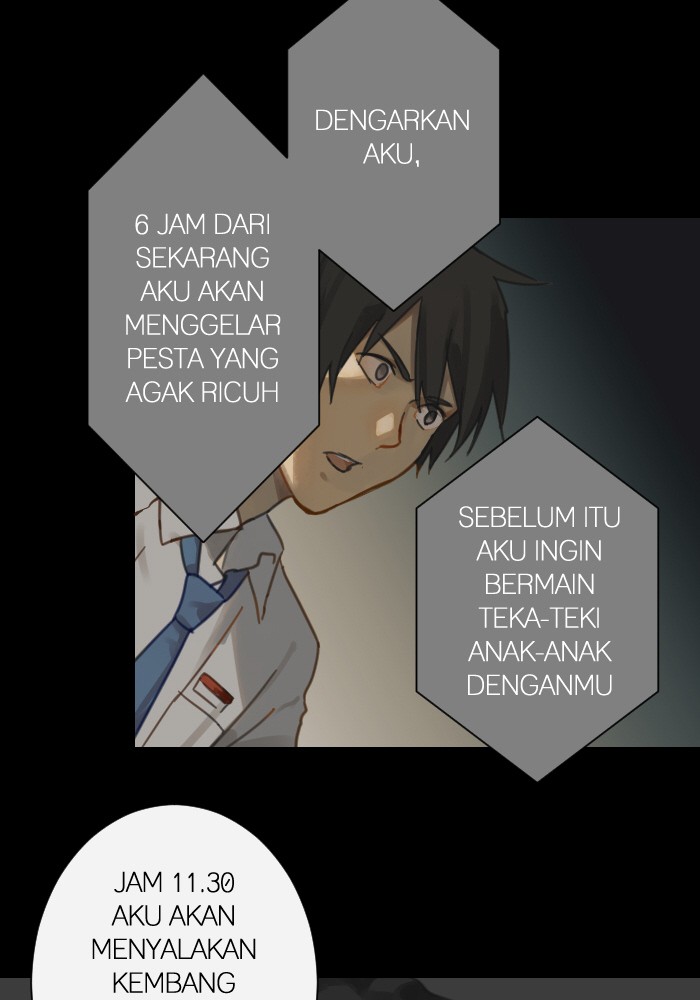 DENGARKAN
AKU,
6 JAM DARI
SEKARANG
AKU AKAN
MENGGELAR
PESTA YANG
AGAK RICUH
SEBELUM ITU
AKU INGIN
BERMAIN
TEKA-TEKI
ANAK-ANAK
DENGANMU
JAM 11.30
AKU AKAN
MENYALAKAN
KEMBANG